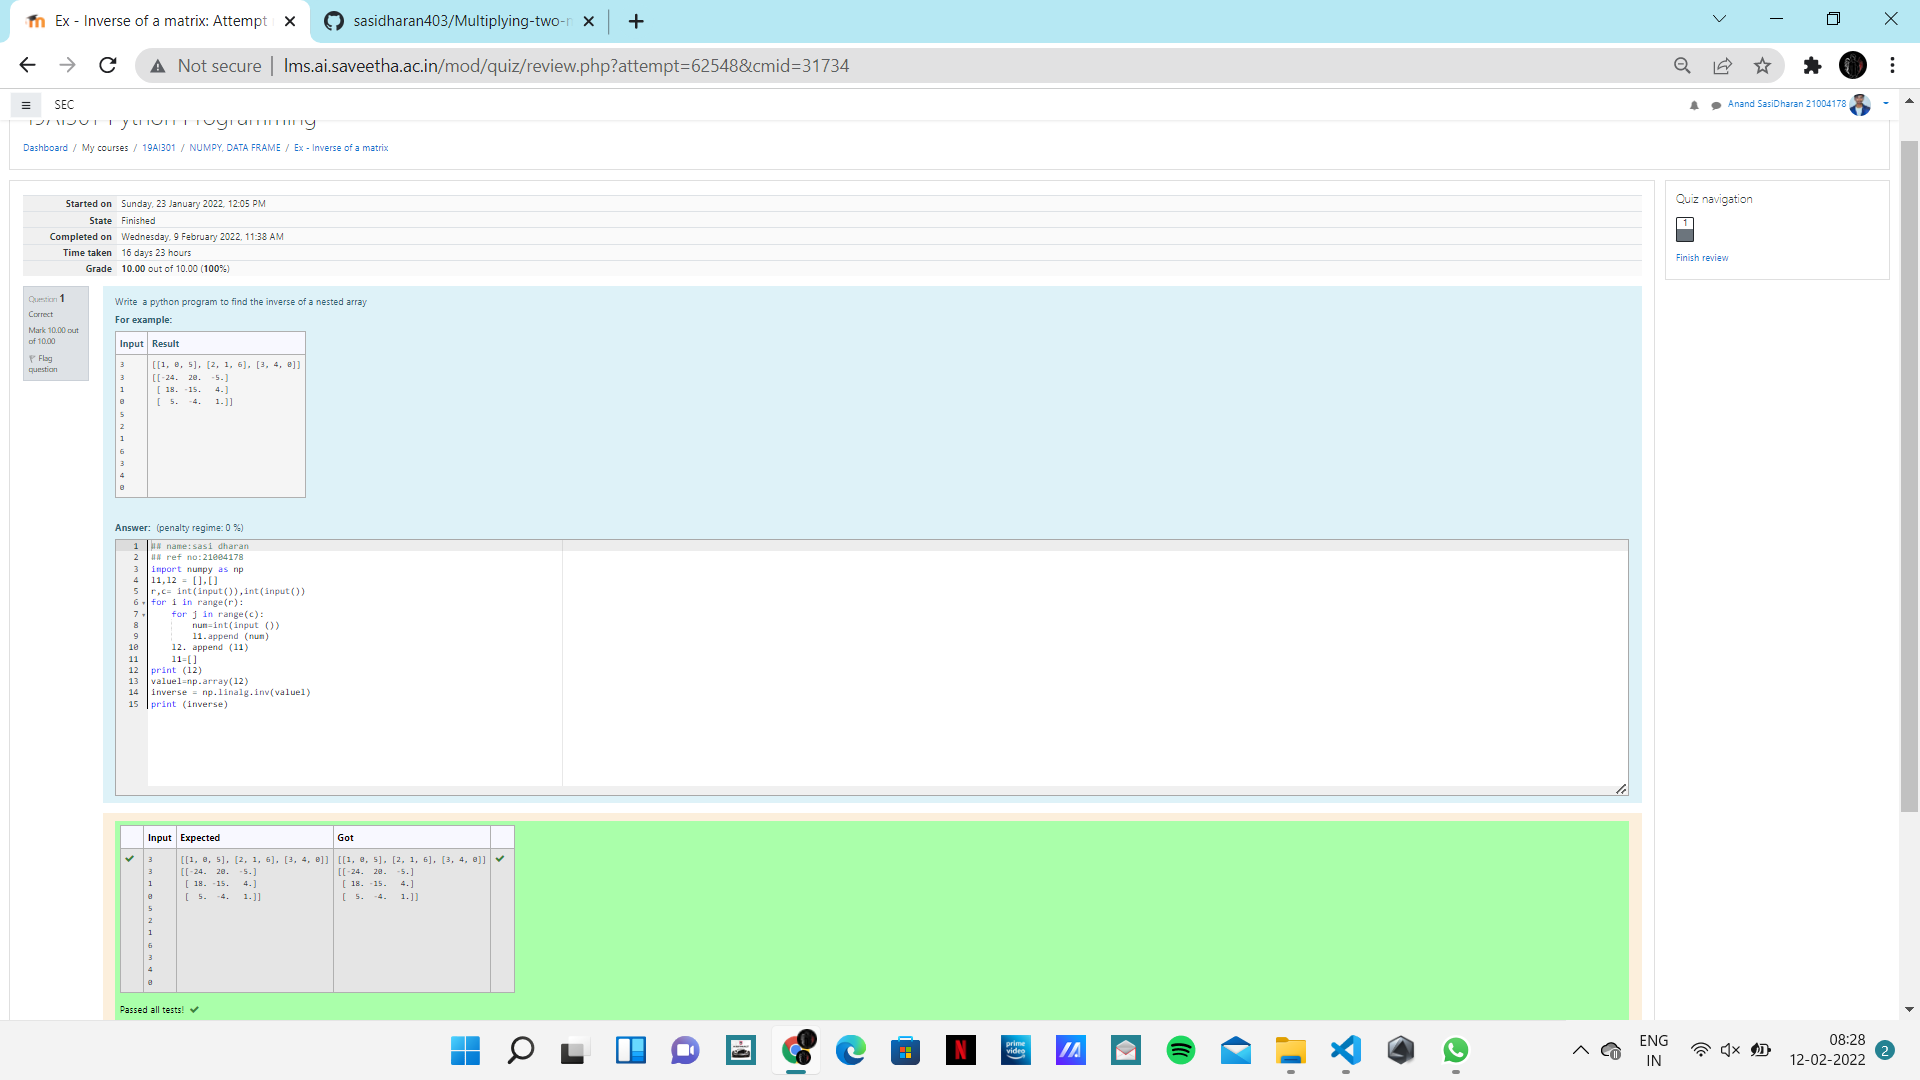 Ex - Inverse of a matrix: Attempt
sasidharan403/Multiplying-two-
Not secure | lms.ai.saveetha.ac.in/mod/quiz/review.php?attempt=62548&cmid=31734
SEC
Anand SasiDharan 21004178
19AI301 Python Programming
Dashboard / My courses / 19AI301 / NUMPY, DATA FRAME / Ex - Inverse of a matrix
Started on Sunday, 23 January 2022, 12:05 PM
State Finished
Completed on Wednesday, 9 February 2022, 11:38 AM
Time taken 16 days 23 hours
Grade 10.00 out of 10.00 (100%)
Quiz navigation
1
Finish review
Question 1
Correct
Mark 10.00 out
of 10.00
Flag
question
Write a python program to find the inverse of a nested array
For example:
Input Result
3 [[1, 0, 5], [2, 1, 6], [3, 4, 0]]
3 [[-24. 20. -5.]
1 [ 18. -15. 4.]
0 [ 5. -4. 1.]]
5
2
1
6
3
4
0
Answer: (penalty regime: 0 %)
1 ## name:sasi dharan
2 ## ref no:21004178
3 import numpy as np
4 l1,l2 = [],[]
5 r,c= int(input()),int(input())
6 for i in range(r):
7 for j in range(c):
8 num=int(input ())
9 l1.append (num)
10 l2. append (l1)
11 l1=[]
12 print (l2)
13 value1=np.array(l2)
14 inverse = np.linalg.inv(value1)
15 print (inverse)
Input Expected Got
3 [[1, 0, 5], [2, 1, 6], [3, 4, 0]] [[1, 0, 5], [2, 1, 6], [3, 4, 0]]
3 [[-24. 20. -5.] [[-24. 20. -5.]
1 [ 18. -15. 4.] [ 18. -15. 4.]
0 [ 5. -4. 1.]] [ 5. -4. 1.]]
5
2
1
6
3
4
0
Passed all tests!
prime
video
ENG
IN
08:28
12-02-2022
2